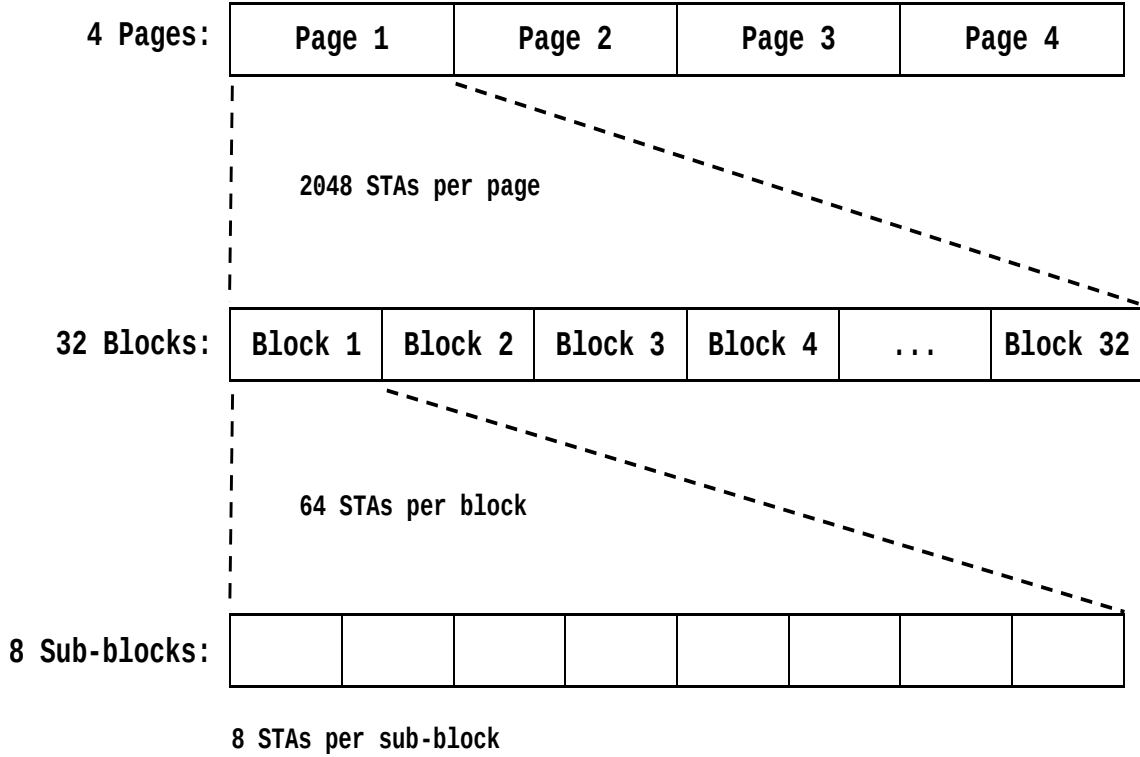 4 Pages: Page 1 Page 2 Page 3 Page 4
2048 STAs per page
32 Blocks: Block 1 Block 2 Block 3 Block 4 ... Block 32
64 STAs per block
8 Sub-blocks:
8 STAs per sub-block